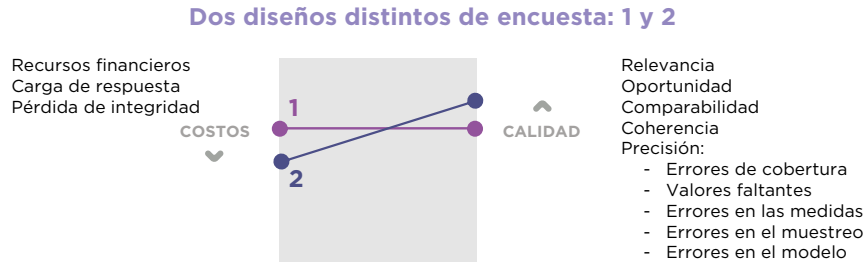 Dos diseños distintos de encuesta: 1 y 2
Recursos financieros
Carga de respuesta
Pérdida de integridad
COSTOS
1
2
CALIDAD
Relevancia
Oportunidad
Comparabilidad
Coherencia
Precisión:
- Errores de cobertura
- Valores faltantes
- Errores en las medidas
- Errores en el muestreo
- Errores en el modelo